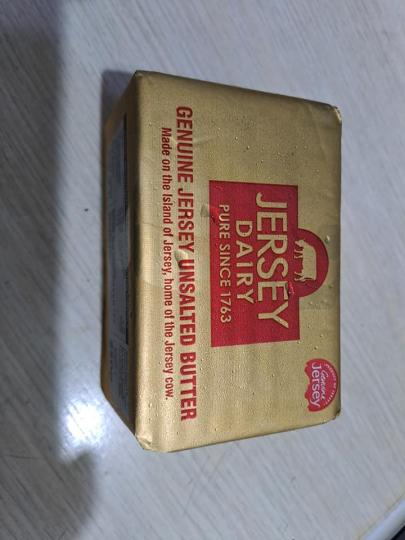 JERSEY
DAIRY
PURE SINCE 1763
GENUINE JERSEY UNSALTED BUTTER
Made on the Island of Jersey, home of the Jersey cow.
Genuine
Jersey